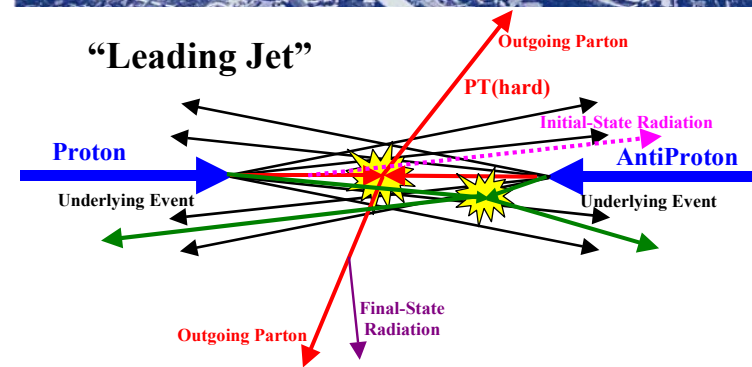 “Leading Jet”
Outgoing Parton
PT(hard)
Initial-State Radiation
Proton
AntiProton
Underlying Event
Underlying Event
Final-State
Radiation
Outgoing Parton